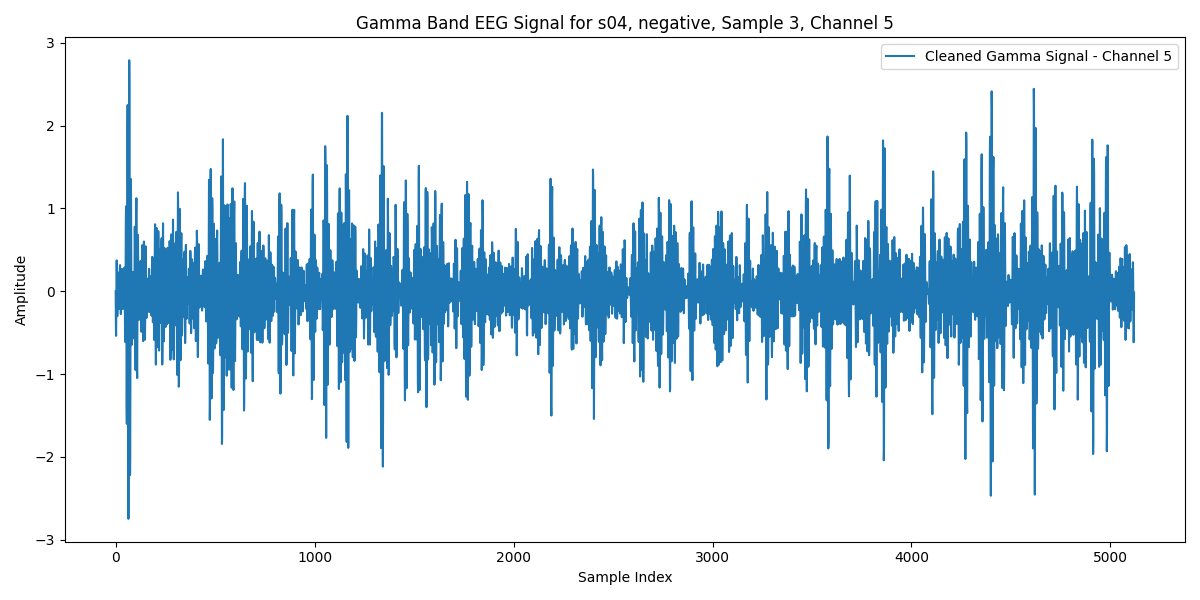 Gamma Band EEG Signal for s04, negative, Sample 3, Channel 5
Cleaned Gamma Signal - Channel 5
3
2
1
0
−1
−2
−3
Amplitude
0 1000 2000 3000 4000 5000
Sample Index